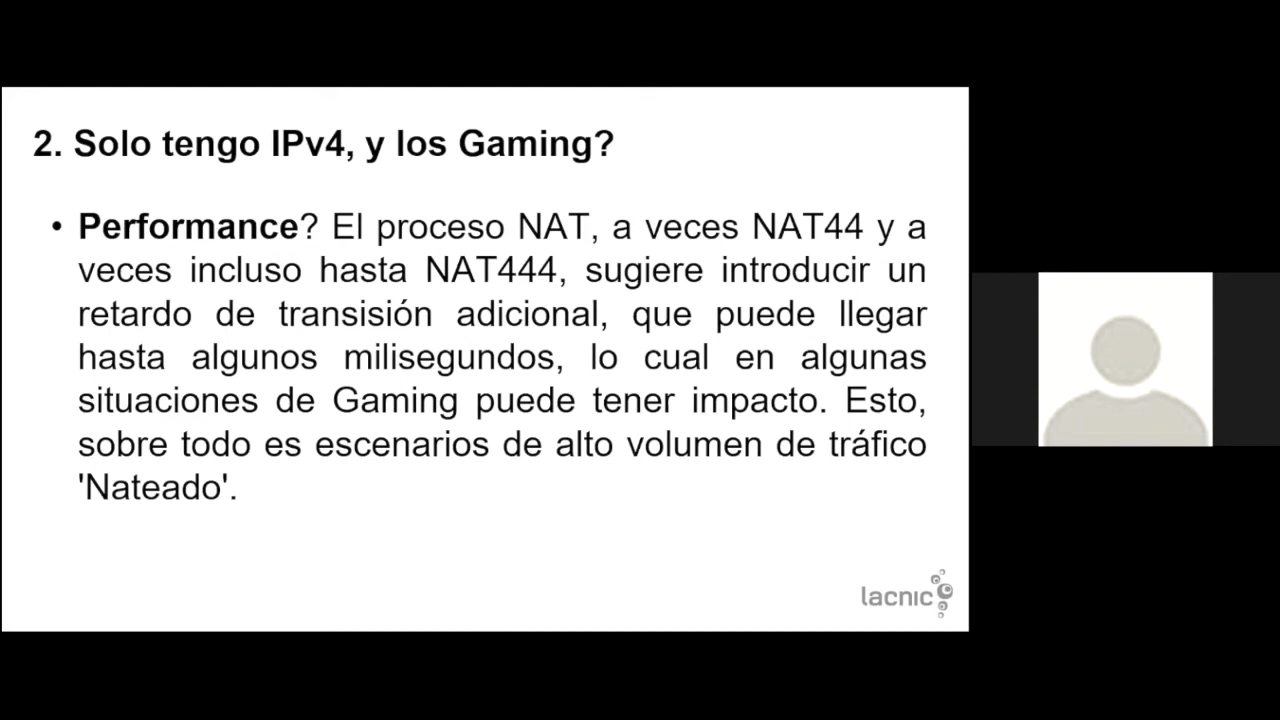 2. Solo tengo IPv4, y los Gaming?
• Performance? El proceso NAT, a veces NAT44 y a
veces incluso hasta NAT444, sugiere introducir un
retardo de transisión adicional, que puede llegar
hasta algunos milisegundos, lo cual en algunas
situaciones de Gaming puede tener impacto. Esto,
sobre todo es escenarios de alto volumen de tráfico
'Nateado'.
lacnic